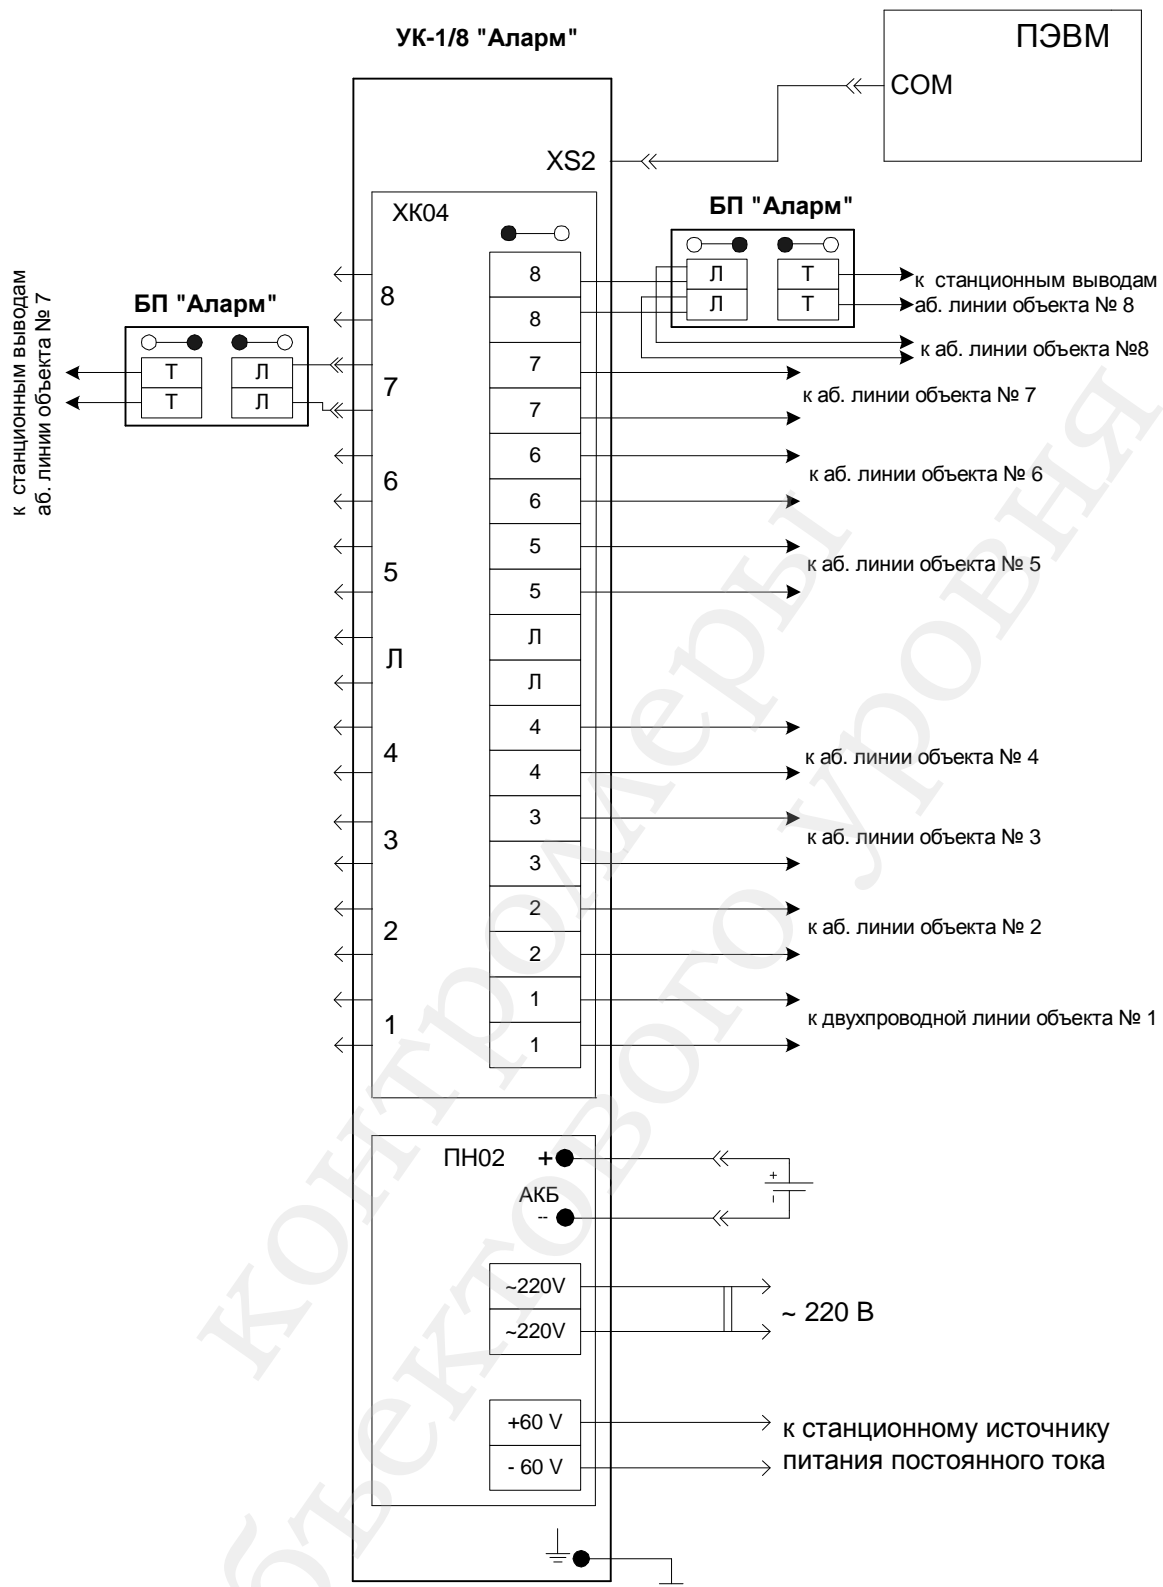 УК-1/8 "Аларм"
ПЭВМ
COM
XS2
ХК04
БП "Аларм"
8
8
8
7
7
7
6
6
6
5
5
5
Л
Л
Л
4
4
4
3
3
3
2
2
2
1
1
1
Л
Л
Т
Т
к станционным выводам
аб. линии объекта № 8
к аб. линии объекта №8
БП "Аларм"
Т
Т
Л
Л
к станционным выводам
аб. линии объекта № 7
к аб. линии объекта № 7
к аб. линии объекта № 6
к аб. линии объекта № 5
к аб. линии объекта № 4
к аб. линии объекта № 3
к аб. линии объекта № 2
к двухпроводной линии объекта № 1
ПН02
+
АКБ
--
+
-
~220V
~220V
~ 220 В
+60 V
- 60 V
к станционному источнику
питания постоянного тока
контроллеры
объектового уровня